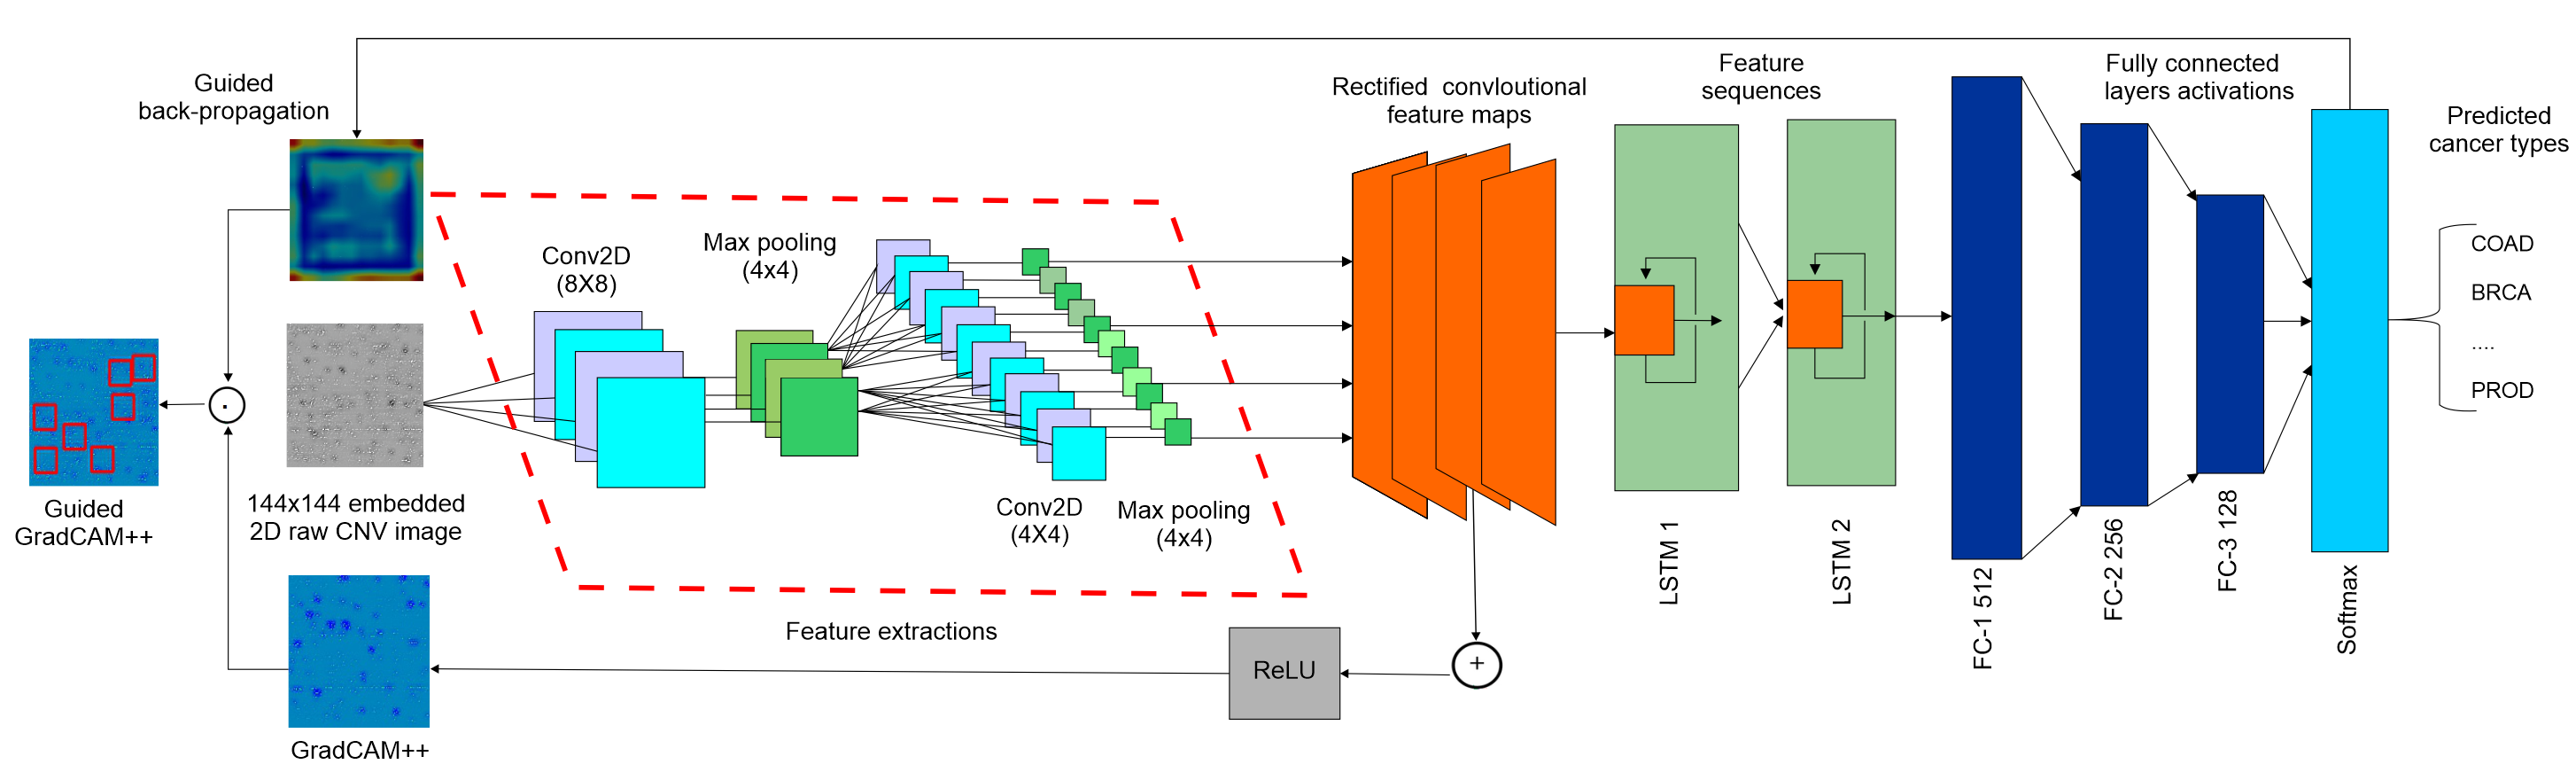 Guided
back-propagation
Guided
GradCAM++
144x144 embedded
2D raw CNV image
GradCAM++
Conv2D
(8X8)
Max pooling
(4x4)
Conv2D
(4X4)
Max pooling
(4x4)
Feature extractions
ReLU
+
Rectified convloutional
feature maps
Feature
sequences
LSTM 1
LSTM 2
Fully connected
layers activations
FC-1 512
FC-2 256
FC-3 128
Softmax
Predicted
cancer types
COAD
BRCA
....
PROD